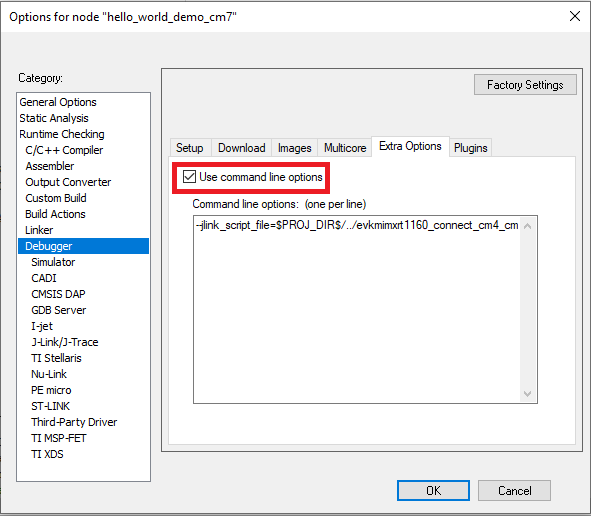 Options for node "hello_world_demo_cm7"
Category:
General Options
Static Analysis
Runtime Checking
C/C++ Compiler
Assembler
Output Converter
Custom Build
Build Actions
Linker
Debugger
Simulator
CADI
CMSIS DAP
GDB Server
I-jet
J-Link/J-Trace
TI Stellaris
Nu-Link
PE micro
ST-LINK
Third-Party Driver
TI MSP-FET
TI XDS
Factory Settings
Setup Download Images Multicore Extra Options Plugins
Use command line options
Command line options: (one per line)
--jlink_script_file=$PROJ_DIR$/../evkmimxrt1160_connect_cm4_cm
OK Cancel